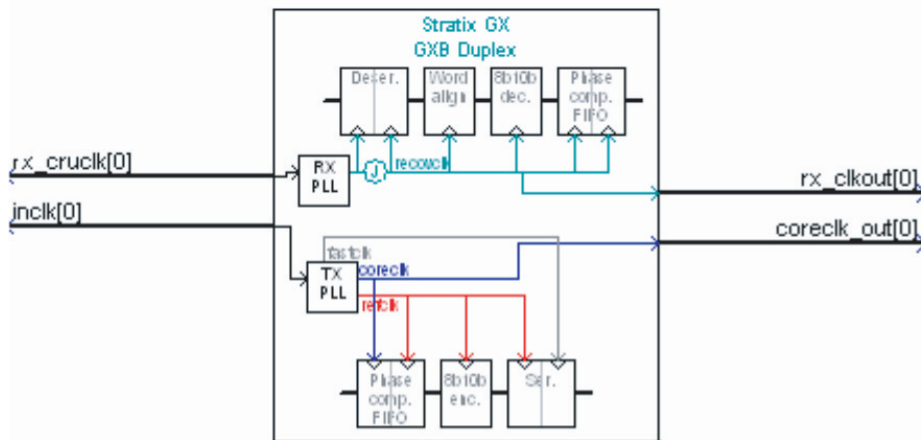 Stratix GX
GXB Duplex
Deser.
Word
align
8b10b
dec.
Phase
comp.
FIFO
rx_cruclk[0]
RX
PLL
J
recovclk
rx_clkout[0]
inclk[0]
coreclk_out[0]
fastclk
TX
PLL
coreclk
refclk
Phase
comp.
FIFO
8b10b
enc.
Ser.